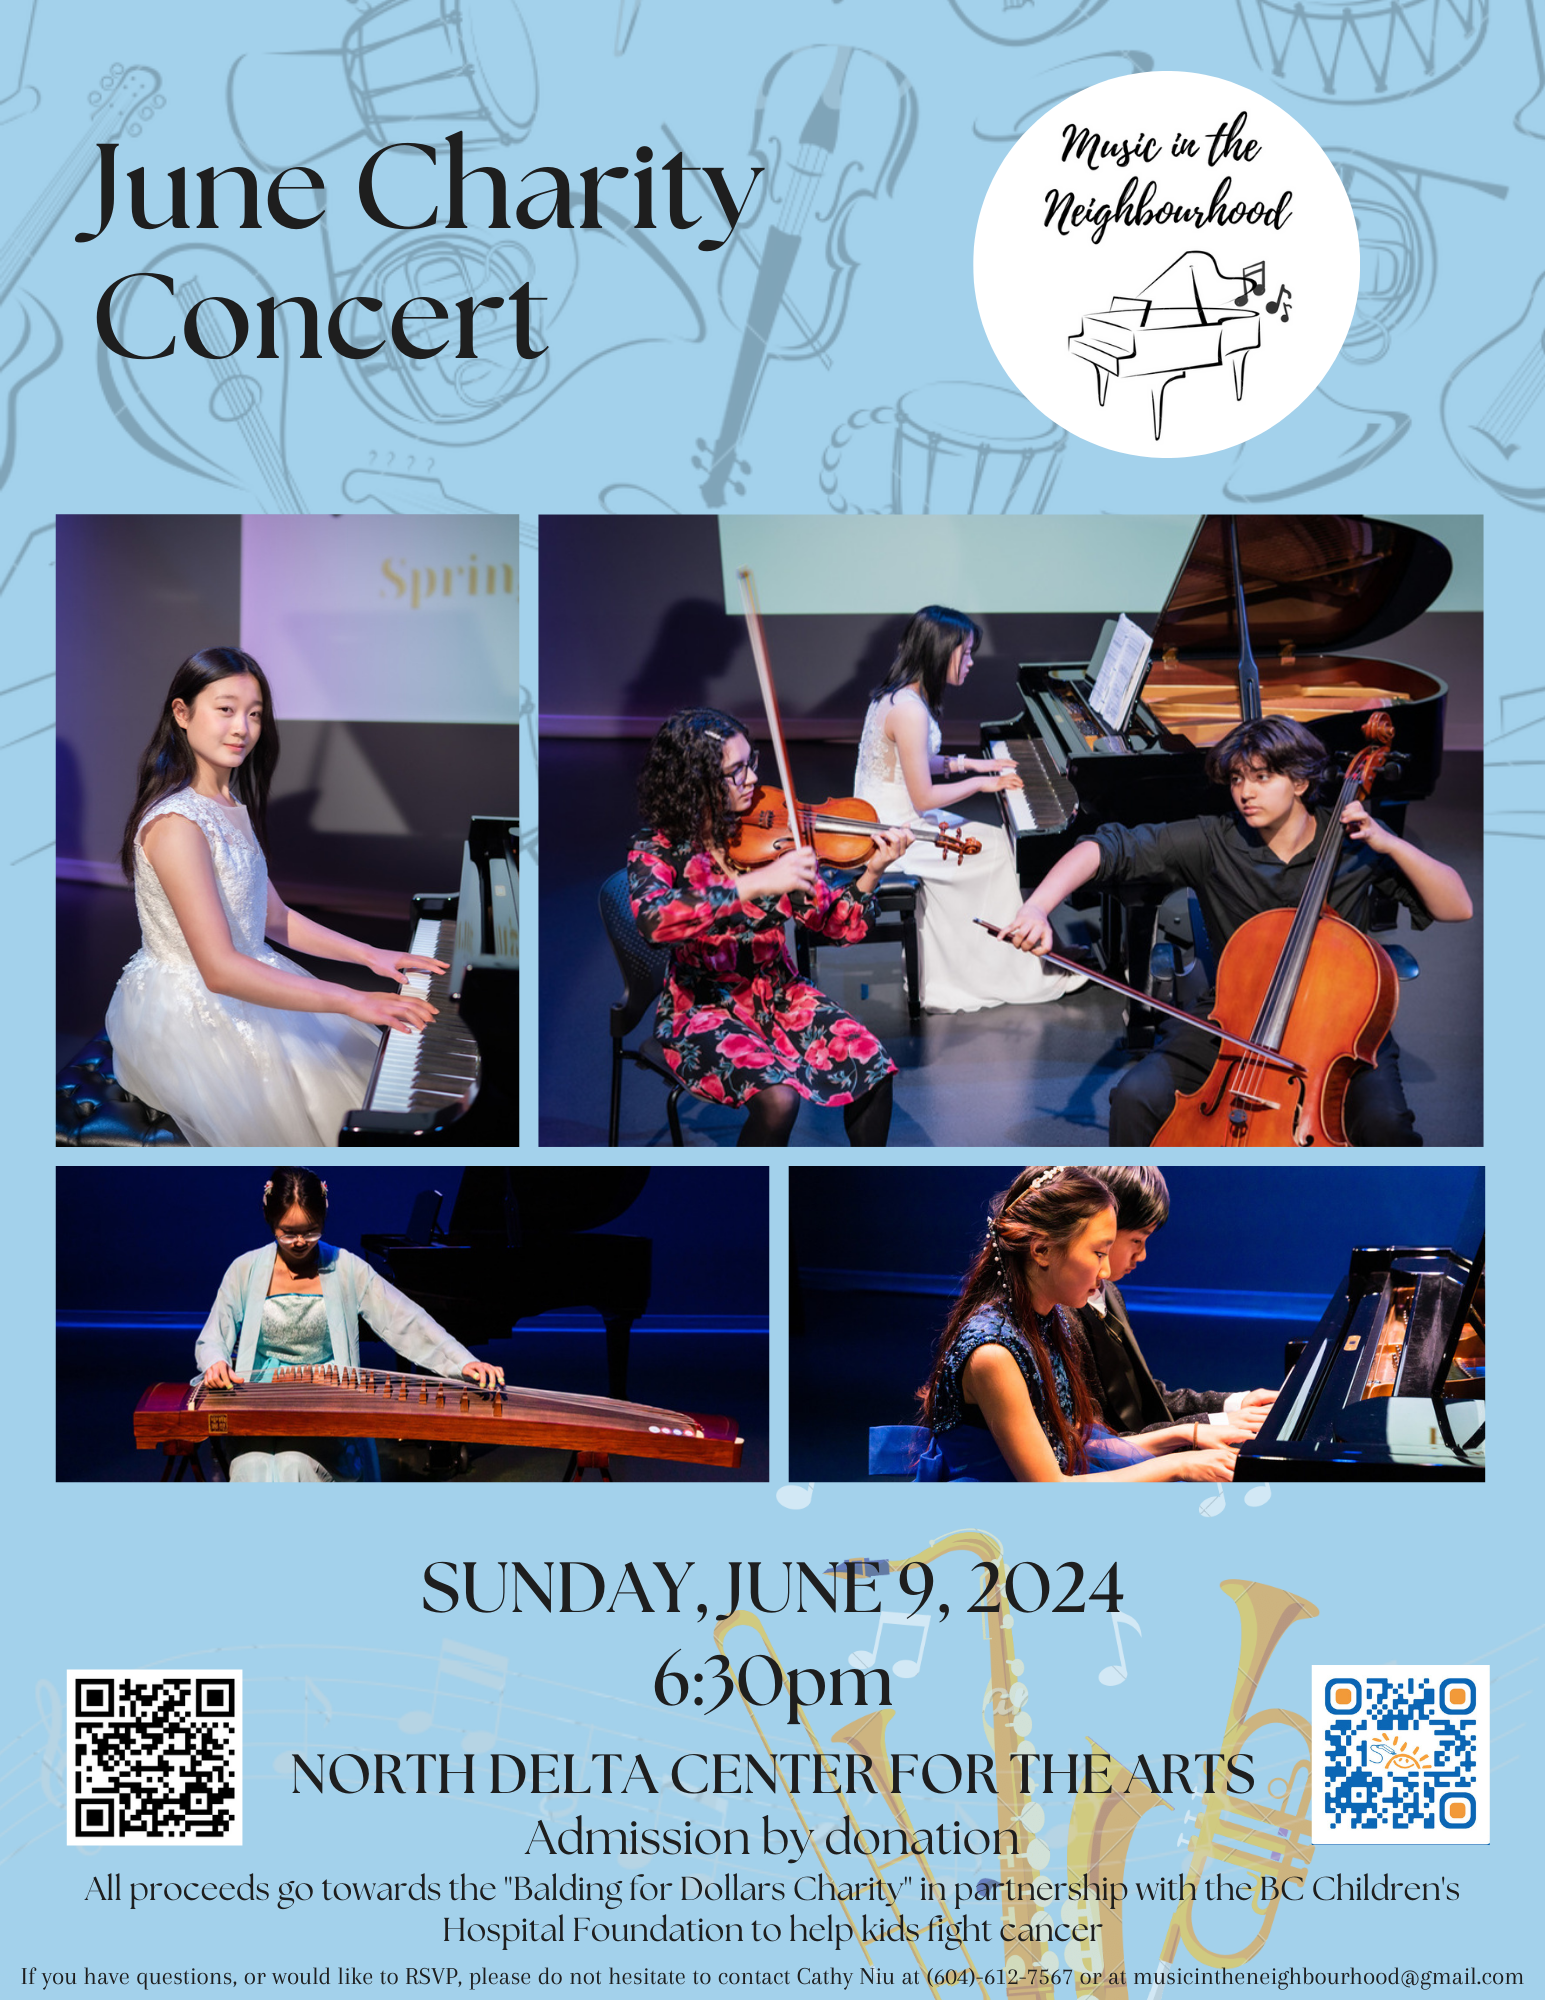 June Charity
Concert
Music in the
Neighbourhood
SUNDAY, JUNE 9, 2024
6:30pm
NORTH DELTA CENTER FOR THE ARTS
Admission by donation
All proceeds go towards the "Balding for Dollars Charity" in partnership with the BC Children's
Hospital Foundation to help kids fight cancer
If you have questions, or would like to RSVP, please do not hesitate to contact Cathy Niu at (604)-612-7567 or at musicintheneighbourhood@gmail.com